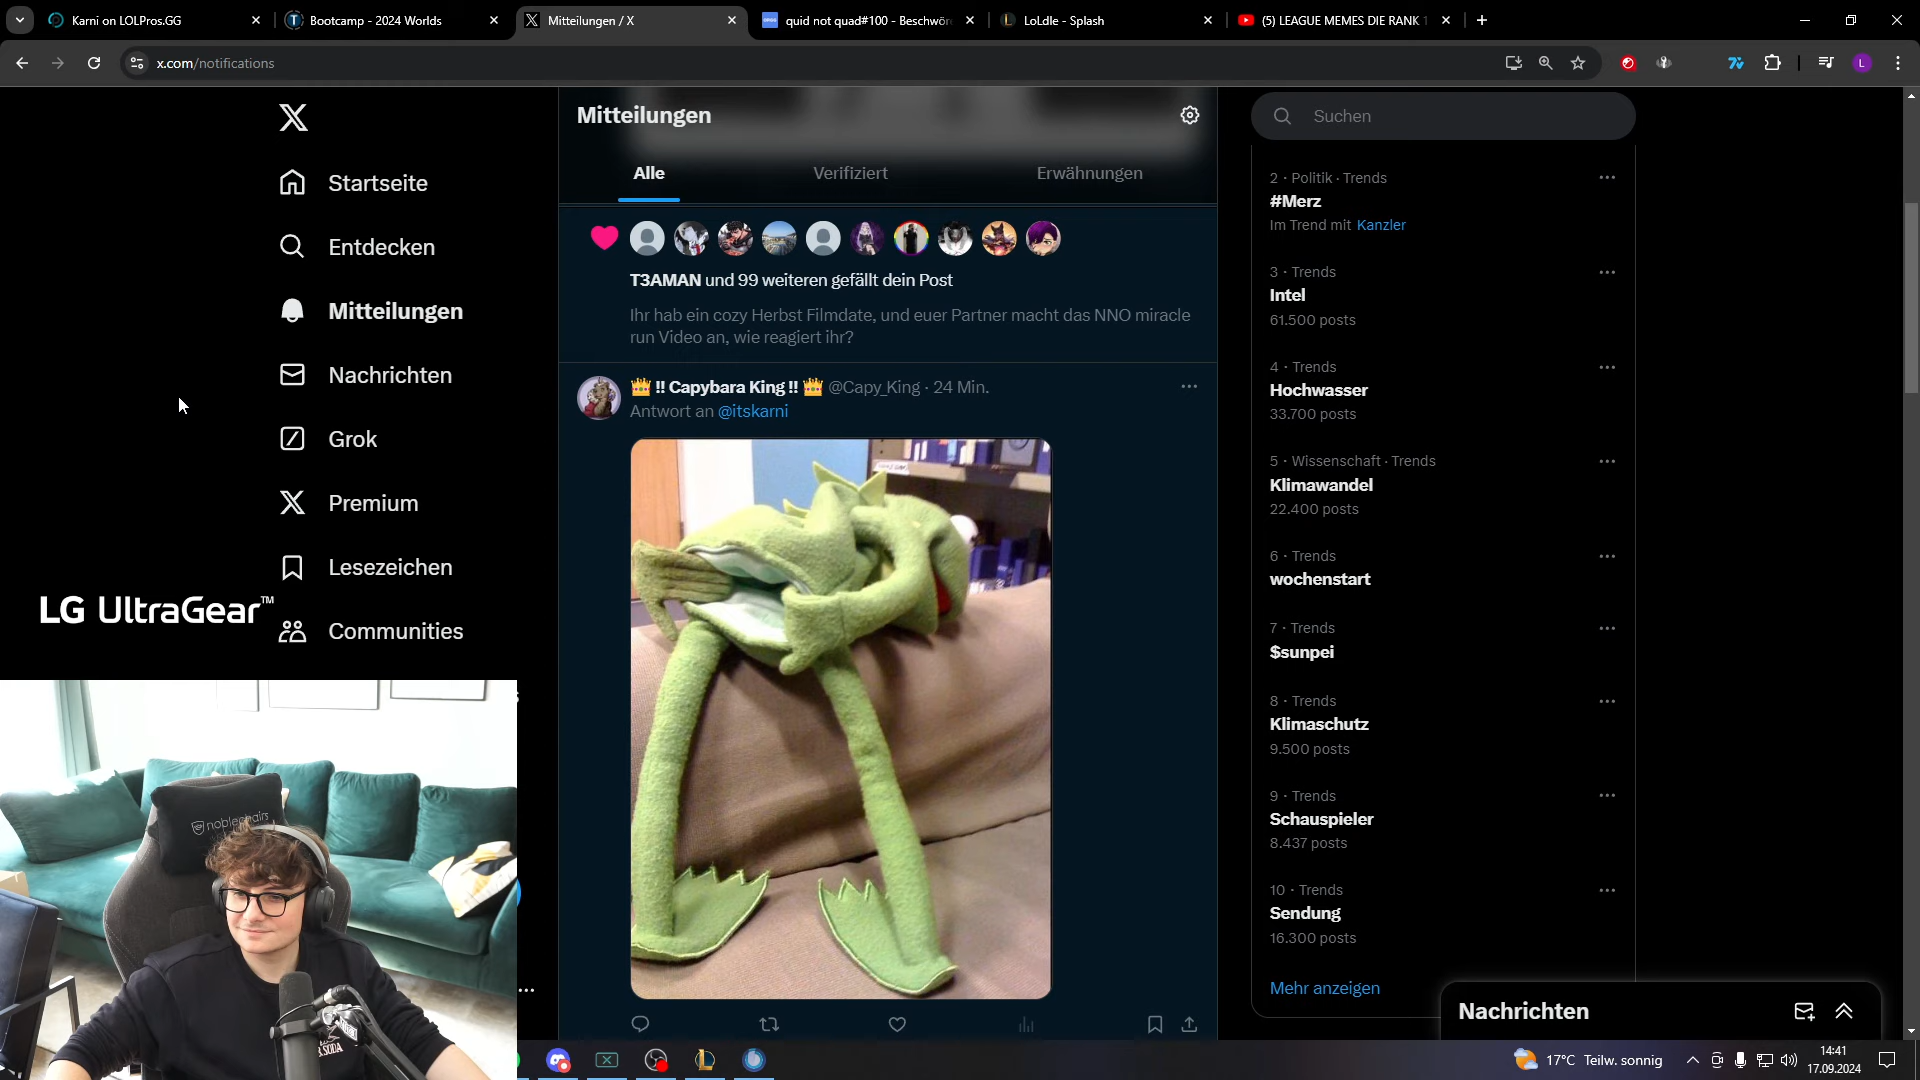 Karni on LOLPros.GG
Bootcamp - 2024 Worlds
Mitteilungen / X
quid not quad#100 - Beschwör
LoLdle - Splash
(5) LEAGUE MEMES DIE RANK 1
x.com/notifications
L
Startseite
Entdecken
Mitteilungen
Nachrichten
Grok
Premium
Lesezeichen
Communities
LG UltraGear™
noblechairs
B.SODA
Mitteilungen
Alle
Verifiziert
Erwähnungen
T3AMAN und 99 weiteren gefällt dein Post
Ihr hab ein cozy Herbst Filmdate, und euer Partner macht das NNO miracle
run Video an, wie reagiert ihr?
!! Capybara King !! @Capy_King · 24 Min.
Antwort an @itskarni
Suchen
2 · Politik · Trends
#Merz
Im Trend mit Kanzler
3 · Trends
Intel
61.500 posts
4 · Trends
Hochwasser
33.700 posts
5 · Wissenschaft · Trends
Klimawandel
22.400 posts
6 · Trends
wochenstart
7 · Trends
$sunpei
8 · Trends
Klimaschutz
9.500 posts
9 · Trends
Schauspieler
8.437 posts
10 · Trends
Sendung
16.300 posts
Mehr anzeigen
Nachrichten
17°C Teilw. sonnig
14:41
17.09.2024